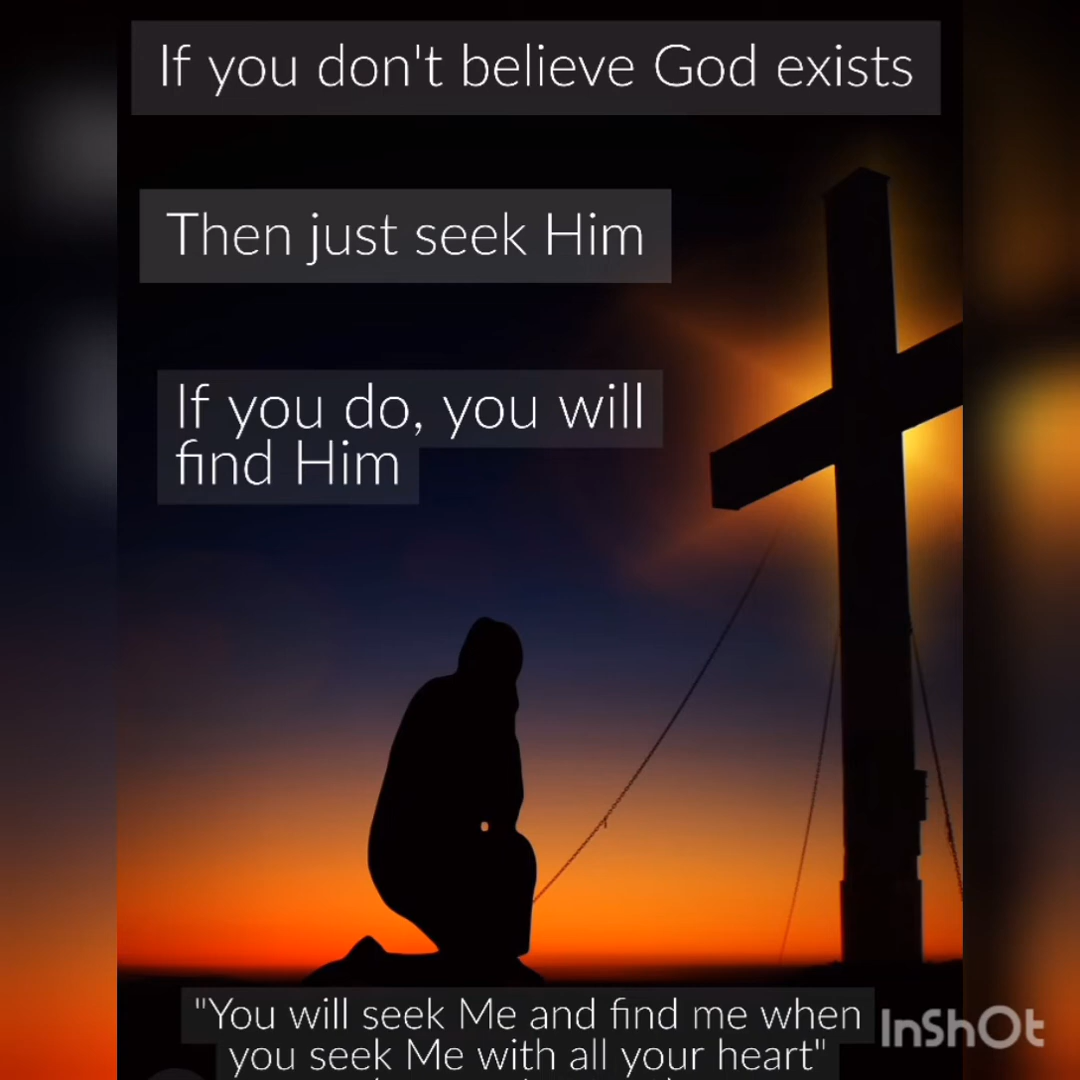 If you don't believe God exists
Then just seek Him
If you do, you will
find Him
"You will seek Me and find me when
you seek Me with all your heart"
InShOt